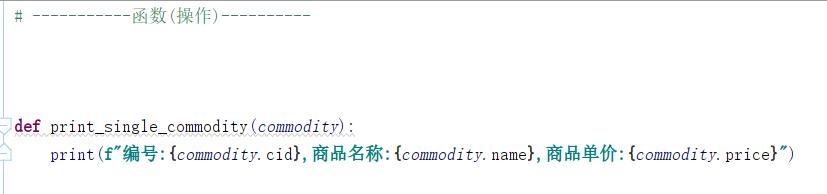 # -----------函数(操作)----------
def print_single_commodity(commodity):
    print(f"编号:{commodity.cid},商品名称:{commodity.name},商品单价:{commodity.price}")